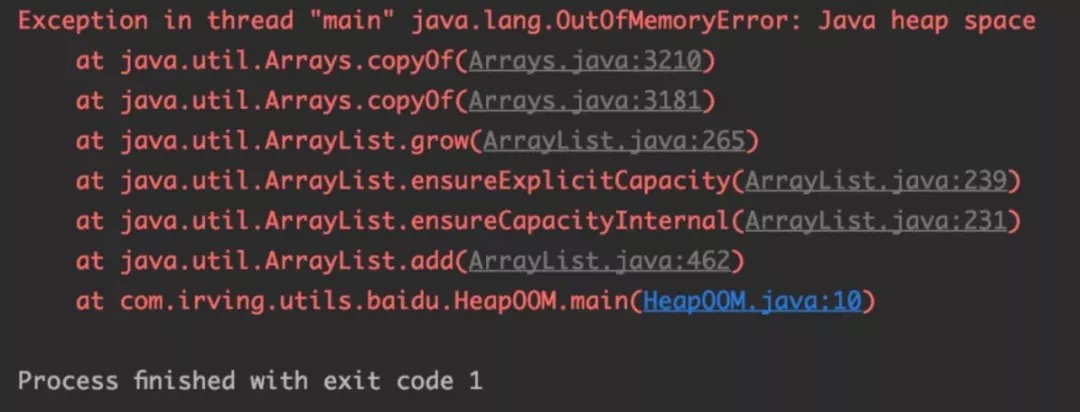 Exception in thread "main" java.lang.OutOfMemoryError: Java heap space
at java.util.Arrays.copyOf(Arrays.java:3210)
at java.util.Arrays.copyOf(Arrays.java:3181)
at java.util.ArrayList.grow(ArrayList.java:265)
at java.util.ArrayList.ensureExplicitCapacity(ArrayList.java:239)
at java.util.ArrayList.ensureCapacityInternal(ArrayList.java:231)
at java.util.ArrayList.add(ArrayList.java:462)
at com.irving.utils.baidu.HeapOOM.main(HeapOOM.java:10)
Process finished with exit code 1